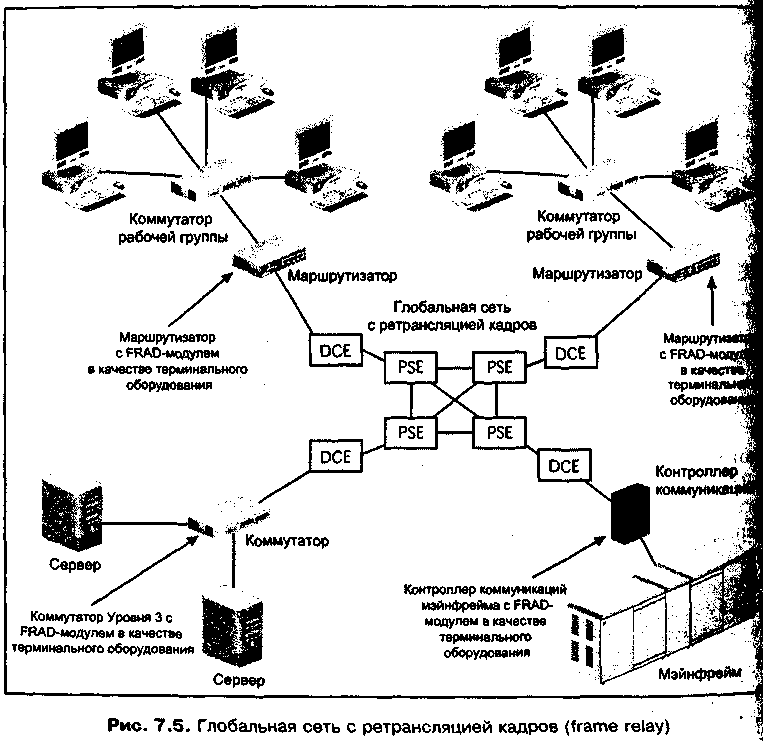 Коммутатор
рабочей группы
Коммутатор
рабочей группы
Маршрутизатор
Маршрутизатор
Глобальная сеть
с ретрансляцией кадров
Маршрутизатор
с FRAD-модулем
в качестве терминального
оборудования
с FRAD-
в качестве
DCE
PSE
PSE
DCE
DCE
PSE
PSE
DCE
Контроллер
Сервер
Коммутатор
Коммутатор Уровня 3 с
FRAD-модулем в качестве
терминального оборудования
Сервер
Контроллер коммуникаций
мэйнфрейма с FRAD-
модулем в качестве
терминального
оборудования
Мэйнфрейм
Рис. 7.5. Глобальная сеть с ретрансляцией кадров (frame relay)